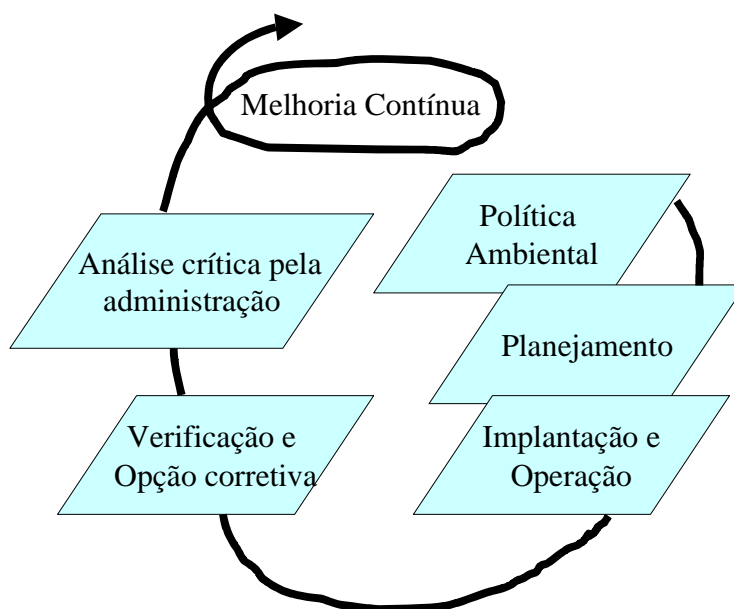 Melhoria Contínua
Política
Ambiental
Análise crítica pela
administração
Planejamento
Verificação e
Opção corretiva
Implantação e
Operação